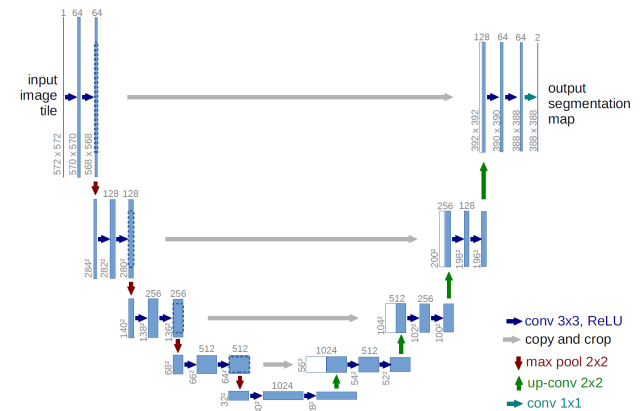 1 64 64
128 64 64 2
input
image
tile
output
segmentation
map
572 x 572
570 x 570
568 x 568
392 x 392
390 x 390
388 x 388
388 x 388
128 128
256 128
284²
282²
280²
200²
198²
196²
256 256
512 256
140²
138²
136²
104²
102²
100²
512 512
1024 512
68²
66²
64²
56²
54²
52²
1024
32²
conv 3x3, ReLU
copy and crop
max pool 2x2
up-conv 2x2
conv 1x1